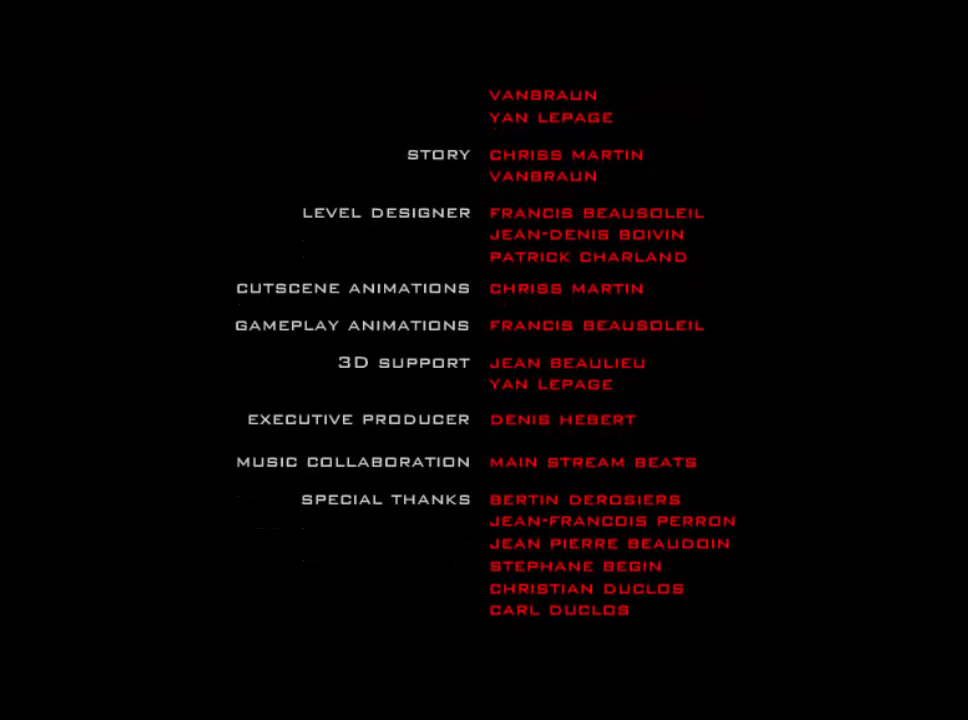 VANBRAUN
YAN LEPAGE
STORY CHRISS MARTIN
VANBRAUN
LEVEL DESIGNER FRANCIS BEAUSOLEIL
JEAN-DENIS BOIVIN
PATRICK CHARLAND
CUTSCENE ANIMATIONS CHRISS MARTIN
GAMEPLAY ANIMATIONS FRANCIS BEAUSOLEIL
3D SUPPORT JEAN BEAULIEU
YAN LEPAGE
EXECUTIVE PRODUCER DENIS HEBERT
MUSIC COLLABORATION MAIN STREAM BEATS
SPECIAL THANKS BERTIN DEROSIERS
JEAN-FRANCOIS PERRON
JEAN PIERRE BEAUDOIN
STEPHANE BEGIN
CHRISTIAN DUCLOS
CARL DUCLOS